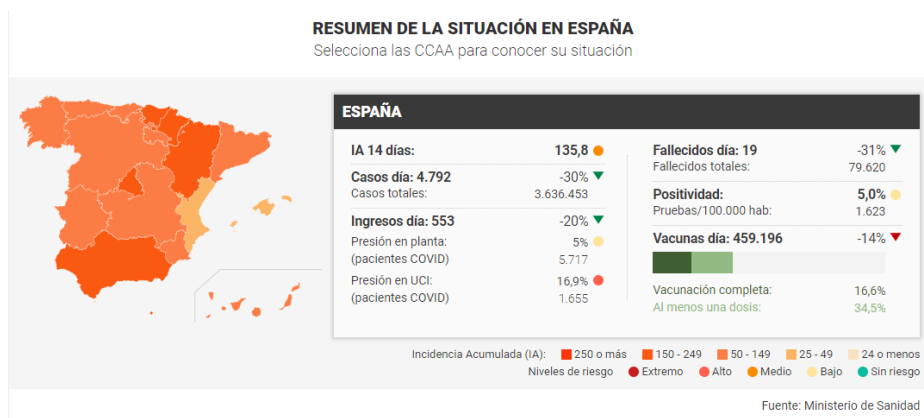 RESUMEN DE LA SITUACIÓN EN ESPAÑA
Selecciona las CCAA para conocer su situación
ESPAÑA
IA 14 días: 135,8
Casos día: 4.792 -30%
Casos totales: 3.636.453
Ingresos día: 553 -20%
Presión en planta: 5%
(pacientes COVID) 5.717
Presión en UCI: 16,9%
(pacientes COVID) 1.655
Fallecidos día: 19 -31%
Fallecidos totales: 79.620
Positividad: 5,0%
Pruebas/100.000 hab: 1.623
Vacunas día: 459.196 -14%
Vacunación completa: 16,6%
Al menos una dosis: 34,5%
Incidencia Acumulada (IA): 250 o más 150 - 249 50 - 149 25 - 49 24 o menos
Niveles de riesgo Extremo Alto Medio Bajo Sin riesgo
Fuente: Ministerio de Sanidad